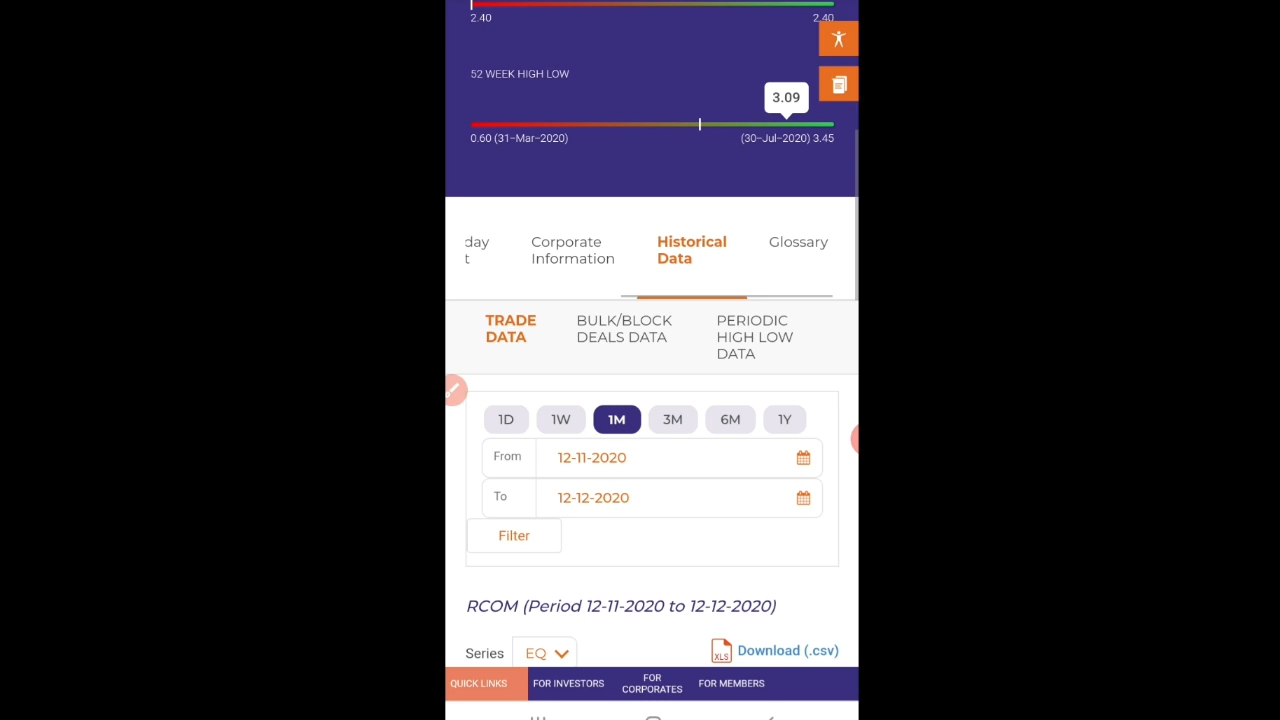 2.40 2.40
52 WEEK HIGH LOW
3.09
0.60 (31-Mar-2020) (30-Jul-2020) 3.45
day Corporate Historical Glossary
t Information Data
TRADE BULK/BLOCK PERIODIC
DATA DEALS DATA HIGH LOW
DATA
1D 1W 1M 3M 6M 1Y
From 12-11-2020
To 12-12-2020
Filter
RCOM (Period 12-11-2020 to 12-12-2020)
Series EQ XLS Download (.csv)
QUICK LINKS FOR INVESTORS FOR CORPORATES FOR MEMBERS